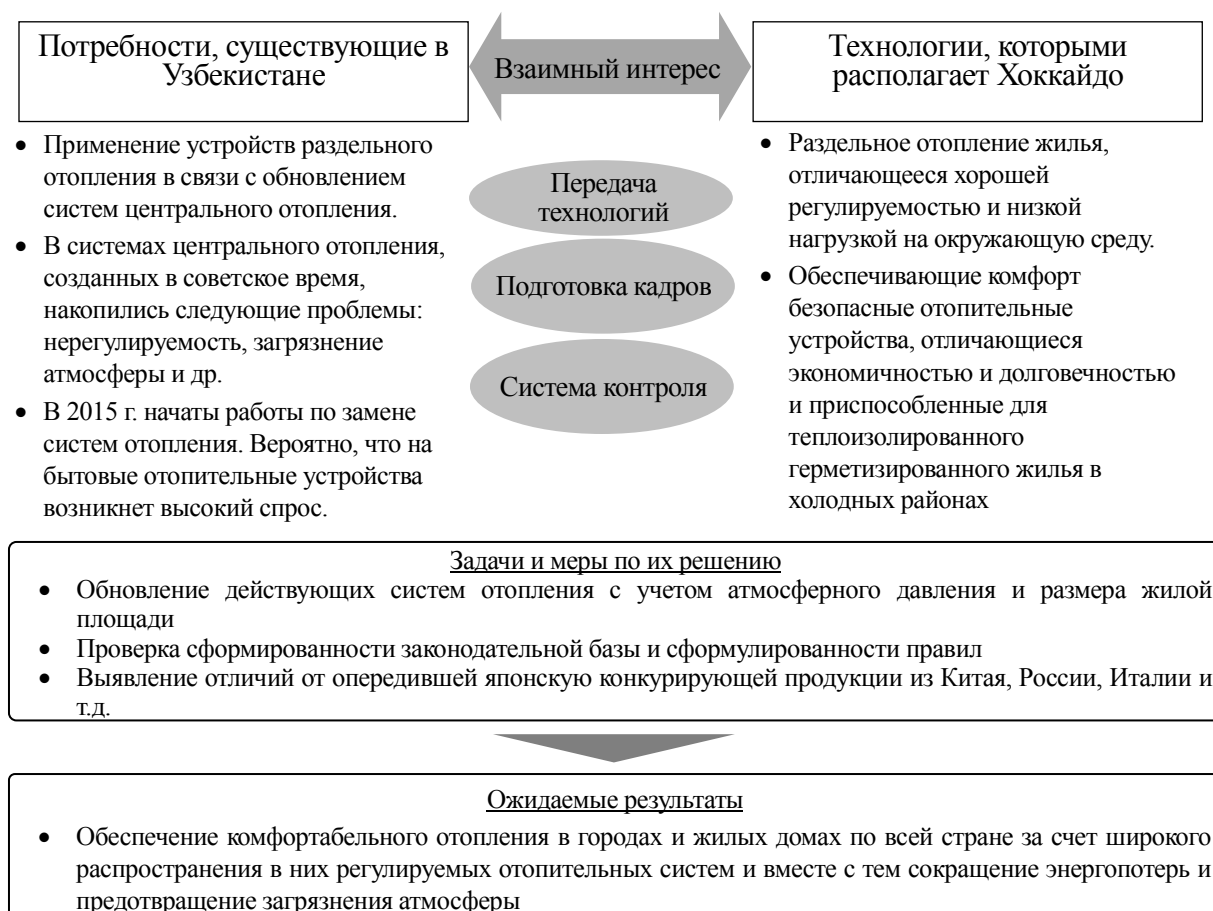 Потребности, существующие в
Узбекистане
Взаимный интерес
Технологии, которыми
располагает Хоккайдо
• Применение устройств раздельного
отопления в связи с обновлением
систем центрального отопления.
• В системах центрального отопления,
созданных в советское время,
накопились следующие проблемы:
нерегулируемость, загрязнение
атмосферы и др.
• В 2015 г. начаты работы по замене
систем отопления. Вероятно, что на
бытовые отопительные устройства
возникнет высокий спрос.
Передача
технологий
Подготовка кадров
Система контроля
• Раздельное отопление жилья,
отличающееся хорошей
регулируемостью и низкой
нагрузкой на окружающую среду.
• Обеспечивающие комфорт
безопасные отопительные
устройства, отличающиеся
экономичностью и долговечностью
и приспособленные для
теплоизолированного
герметизированного жилья в
холодных районах
Задачи и меры по их решению
• Обновление действующих систем отопления с учетом атмосферного давления и размера жилой
площади
• Проверка сформированности законодательной базы и сформулированности правил
• Выявление отличий от опередившей японскую конкурирующей продукции из Китая, России, Италии и
т.д.
Ожидаемые результаты
• Обеспечение комфортабельного отопления в городах и жилых домах по всей стране за счет широкого
распространения в них регулируемых отопительных систем и вместе с тем сокращение энергопотерь и
предотвращение загрязнения атмосферы